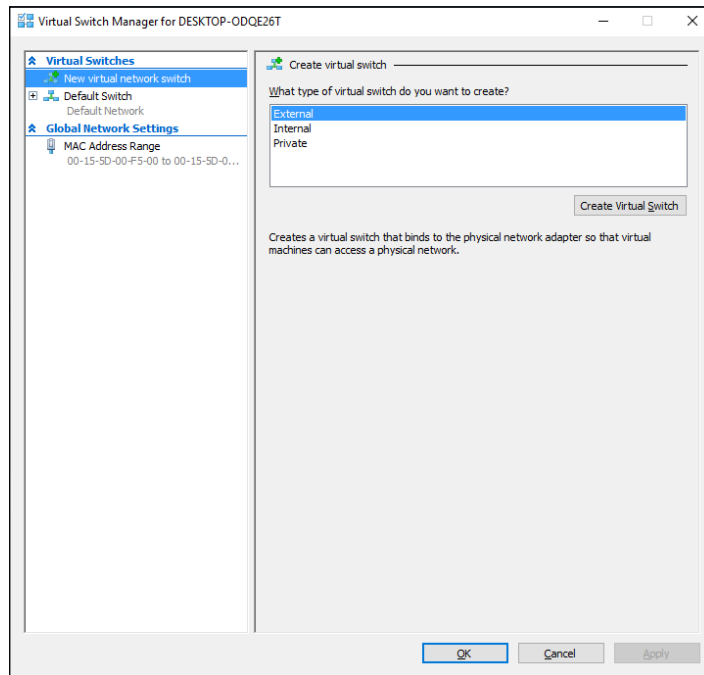 Virtual Switch Manager for DESKTOP-ODQE26T
Virtual Switches
New virtual network switch
Default Switch
Default Network
Global Network Settings
MAC Address Range
00-15-5D-00-F5-00 to 00-15-5D-0...
Create virtual switch
What type of virtual switch do you want to create?
External
Internal
Private
Create Virtual Switch
Creates a virtual switch that binds to the physical network adapter so that virtual
machines can access a physical network.
OK
Cancel
Apply